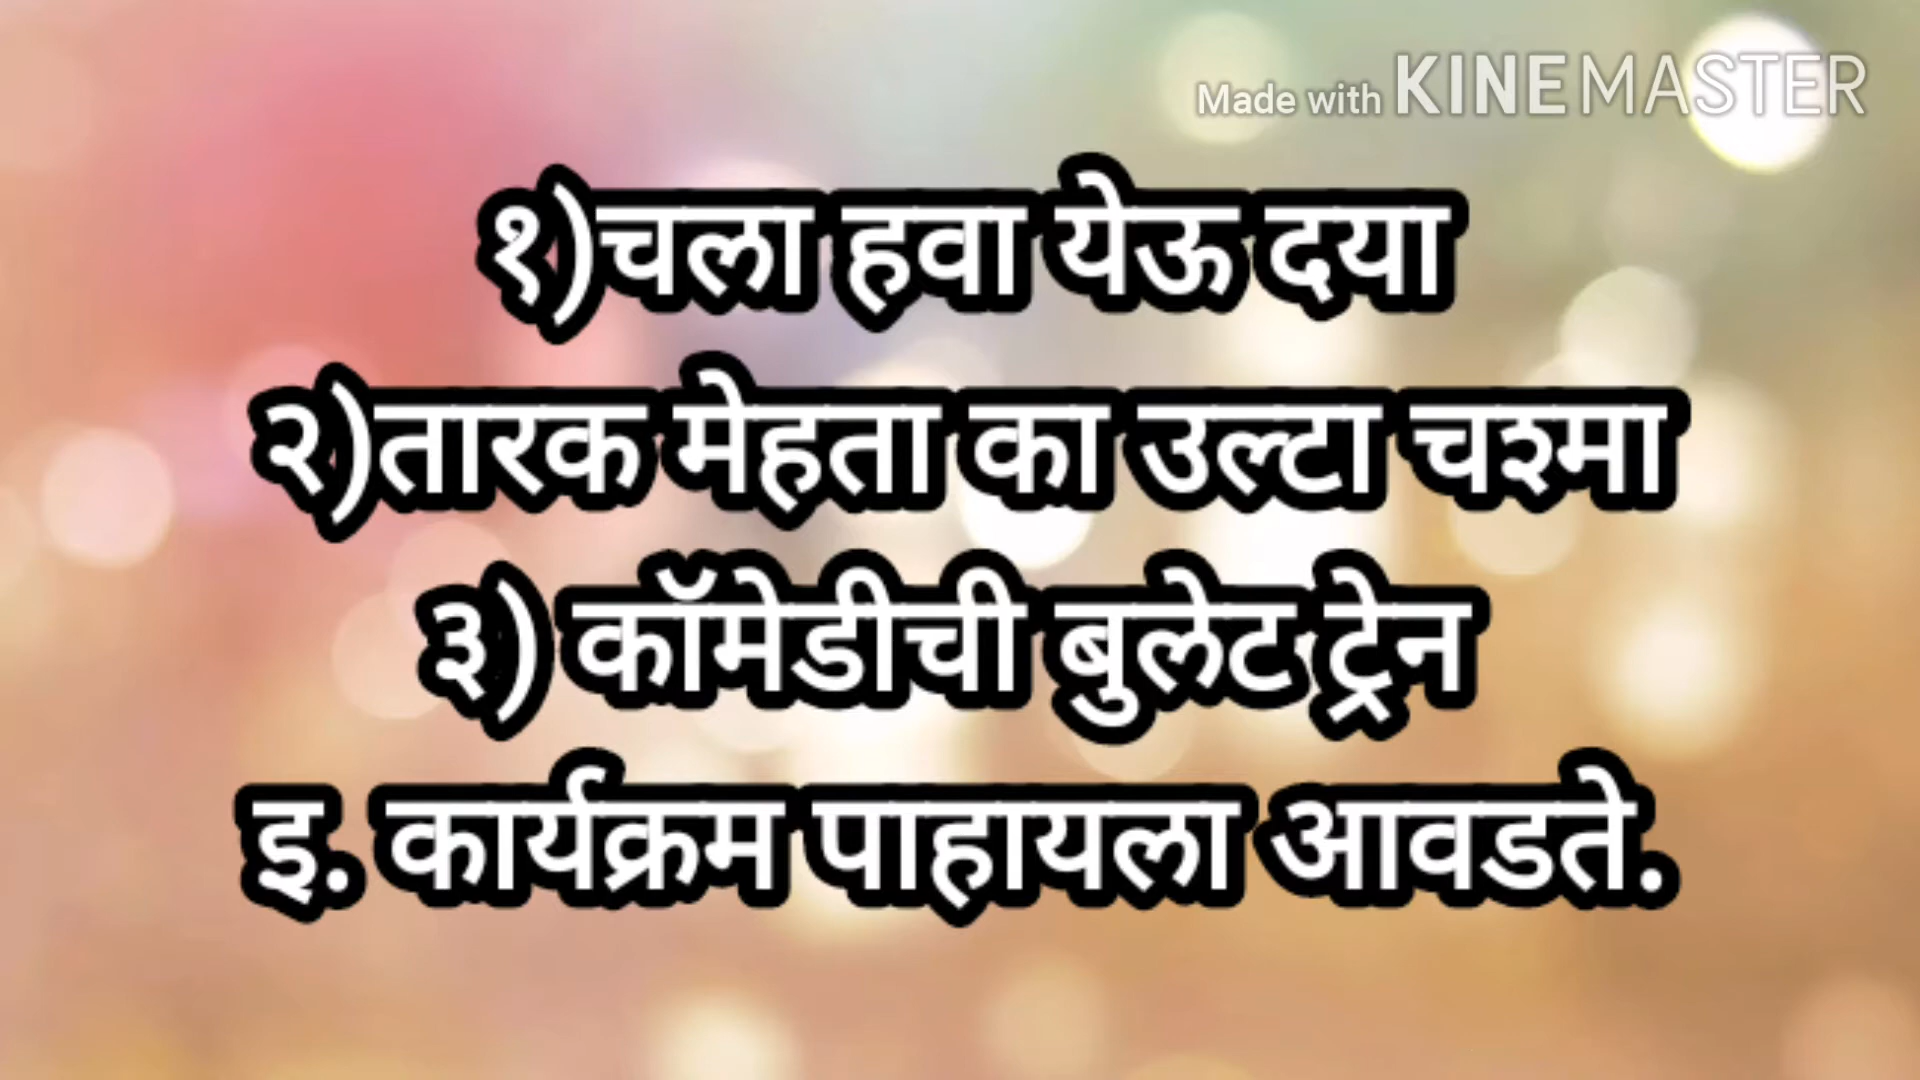 Made with KINEMASTER
१)चला हवा येऊ दया
२)तारक मेहता का उल्टा चश्मा
३) कॉमेडीची बुलेट ट्रेन
इ. कार्यक्रम पाहायला आवडते.